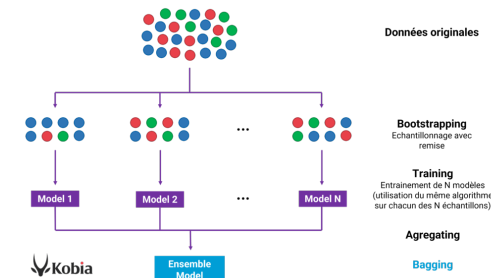 Données originales
Bootstrapping
Echantillonnage avec
remise
...
...
Training
Entrainement de N modèles
(utilisation du même algorithme
sur chacun des N échantillons)
Model 1
Model 2
Model N
Agregating
Kobia
Ensemble
Model
Bagging